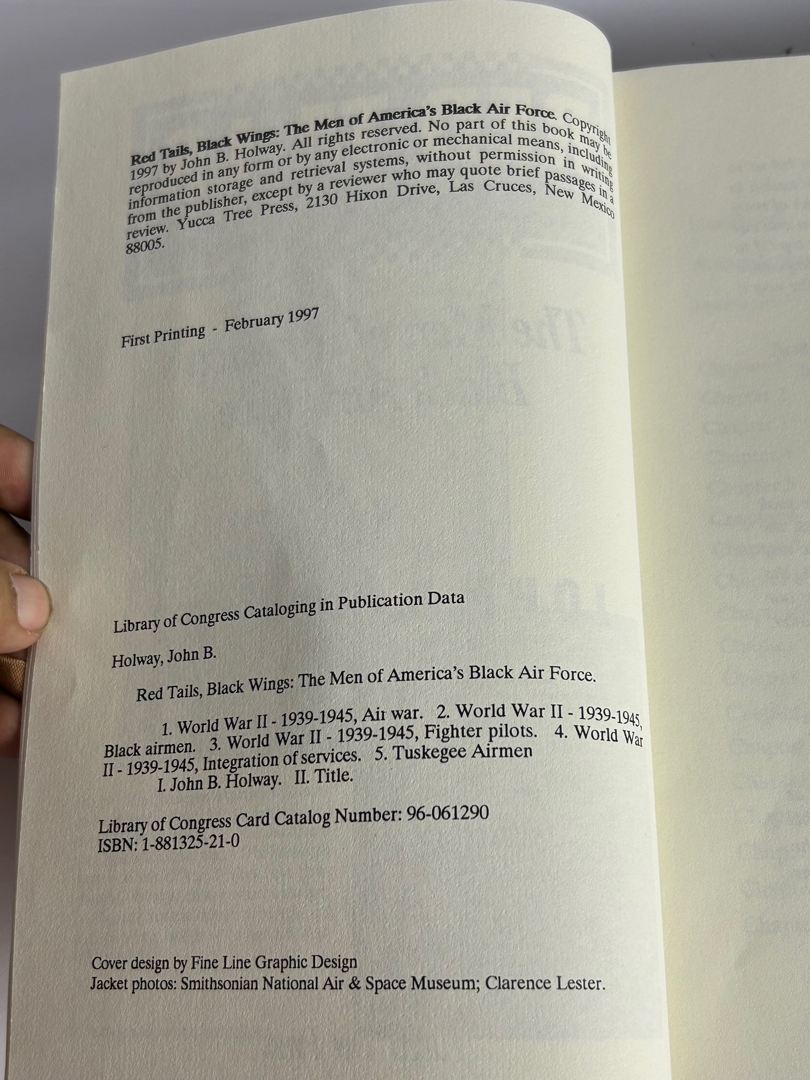 Red Tails, Black Wings: The Men of America's Black Air Force. Copyright
1997 by John B. Holway. All rights reserved. No part of this book may be
reproduced in any form or by any electronic or mechanical means, including
information storage and retrieval systems, without permission in writing
from the publisher, except by a reviewer who may quote brief passages in a
review. Yucca Tree Press, 2130 Hixon Drive, Las Cruces, New Mexico
88005.
First Printing - February 1997
Library of Congress Cataloging in Publication Data
Holway, John B.
Red Tails, Black Wings: The Men of America's Black Air Force.
1. World War II - 1939-1945, Air war. 2. World War II - 1939-1945,
Black airmen. 3. World War II - 1939-1945, Fighter pilots. 4. World War
II - 1939-1945, Integration of services. 5. Tuskegee Airmen
I. John B. Holway. II. Title.
Library of Congress Card Catalog Number: 96-061290
ISBN: 1-881325-21-0
Cover design by Fine Line Graphic Design
Jacket photos: Smithsonian National Air & Space Museum; Clarence Lester.